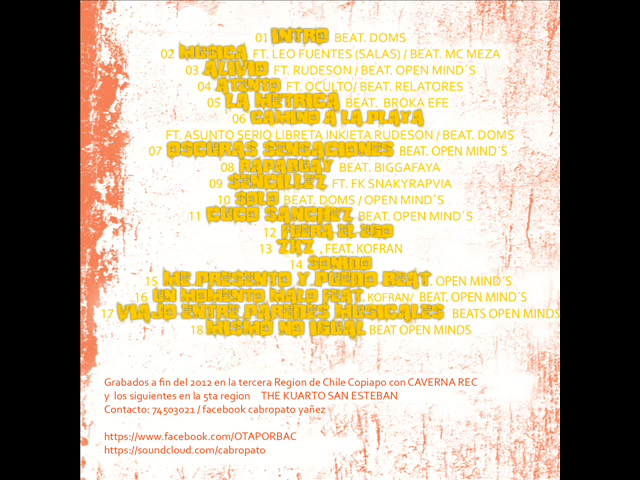 01 INTRO BEAT. DOMS
02 MUSICA FT. LEO FUENTES (SALAS) / BEAT. MC MEZA
03 ALIVIO FT. RUDESON / BEAT. OPEN MIND´S
04 ATENTO FT. OCULTO/ BEAT. RELATORES
05 LA METRICA BEAT. BROKA EFE
06 CAMINO A LA PLAYA
FT. ASUNTO SERIO LIBRETA INKIETA RUDESON / BEAT. DOMS
07 OSCURAS SENSACIONES BEAT. OPEN MIND´S
08 RAPARGAY BEAT. BIGGAFAYA
09 SENCILLEZ FT. FK SNAKYRAPVIA
10 SOLO BEAT. DOMS / OPEN MIND´S
11 CUCO SANCHEZ BEAT. OPEN MIND´S
12 FUERA EL EGO
13 ZKZ . FEAT. KOFRAN
14 SONIDO
15 ME PRESENTO Y PUNTO BEAT. OPEN MIND´S
16 UN MOMENTO MALO FEAT. KOFRAN/ BEAT. OPEN MIND´S
17 VIAJO ENTRE PAREDES MUSICALES BEATS OPEN MINDS
18 MISMO NO IGUAL BEAT OPEN MINDS
Grabados a fin del 2012 en la tercera Region de Chile Copiapo con CAVERNA REC
y los siguientes en la 5ta region THE KUARTO SAN ESTEBAN
Contacto: 74503021 / facebook cabropato yañez
https://www.facebook.com/OTAPORBAC
https://soundcloud.com/cabropato